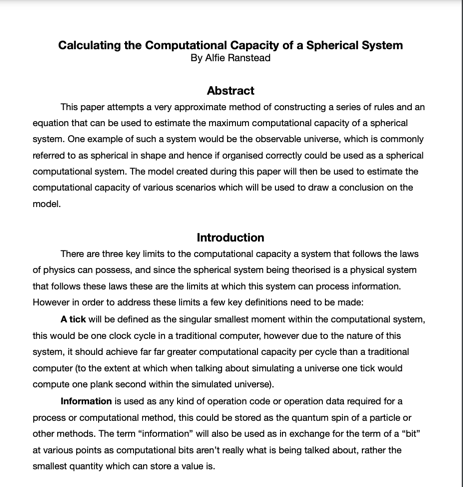 Calculating the Computational Capacity of a Spherical System
By Alfie Ranstead
Abstract
This paper attempts a very approximate method of constructing a series of rules and an
equation that can be used to estimate the maximum computational capacity of a spherical
system. One example of such a system would be the observable universe, which is commonly
referred to as spherical in shape and hence if organised correctly could be used as a spherical
computational system. The model created during this paper will then be used to estimate the
computational capacity of various scenarios which will be used to draw a conclusion on the
model.
Introduction
There are three key limits to the computational capacity a system that follows the laws
of physics can possess, and since the spherical system being theorised is a physical system
that follows these laws these are the limits at which this system can process information.
However in order to address these limits a few key definitions need to be made:
A tick will be defined as the singular smallest moment within the computational system,
this would be one clock cycle in a traditional computer, however due to the nature of this
system, it should achieve far far greater computational capacity per cycle than a traditional
computer (to the extent at which when talking about simulating a universe one tick would
compute one plank second within the simulated universe).
Information is used as any kind of operation code or operation data required for a
process or computational method, this could be stored as the quantum spin of a particle or
other methods. The term “information” will also be used as in exchange for the term of a “bit”
at various points as computational bits aren’t really what is being talked about, rather the
smallest quantity which can store a value is.